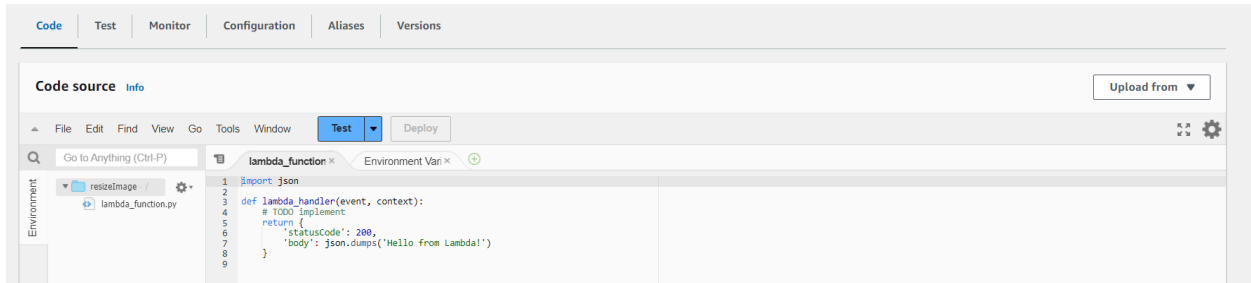 Code Test Monitor Configuration Aliases Versions
Code source Info
Upload from
File Edit Find View Go Tools Window Test Deploy
Go to Anything (Ctrl-P)
lambda_function Environment Vari
Environment
resizeImage /
lambda_function.py
1 import json
2
3 def lambda_handler(event, context):
4 # TODO implement
5 return {
6 'statusCode': 200,
7 'body': json.dumps('Hello from Lambda!')
8 }
9